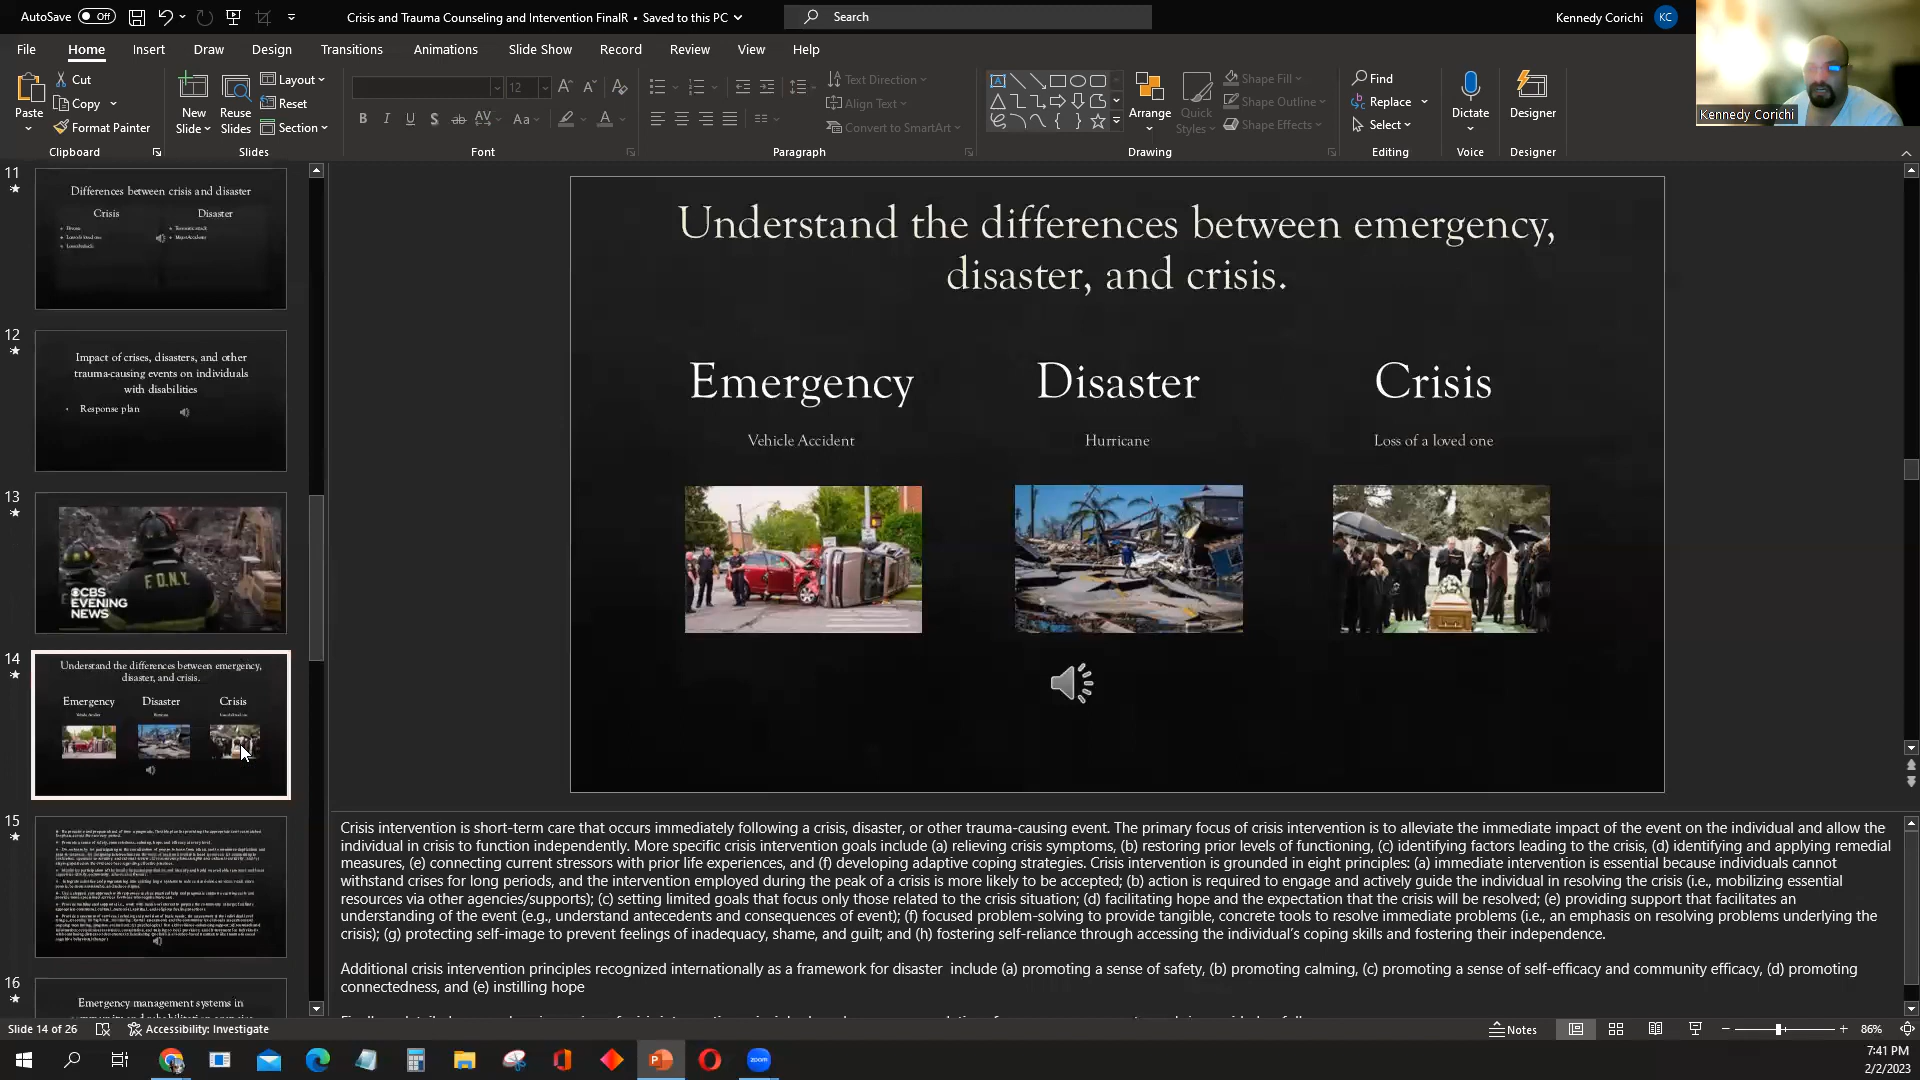 AutoSave Off Crisis and Trauma Counseling and Intervention FinalR • Saved to this PC Search Kennedy Corichi KC
File Home Insert Draw Design Transitions Animations Slide Show Record Review View Help
Paste Cut Copy Format Painter
New Slide Reuse Slides Layout Reset Section
12
B I U S ab AV Aa A
Text Direction Align Text Convert to SmartArt
Arrange Quick Styles Shape Fill Shape Outline Shape Effects
Find Replace Select
Dictate
Designer
Kennedy Corichi
Clipboard Slides Font Paragraph Drawing Editing Voice Designer
11
Differences between crisis and disaster
Crisis Disaster
12
Impact of crises, disasters, and other
trauma-causing events on individuals
with disabilities
• Response plan
13
F.D.N.Y.
CBS
EVENING
NEWS
14
Understand the differences between emergency,
disaster, and crisis.
Emergency Disaster Crisis
15
16
Emergency management systems in
Understand the differences between emergency,
disaster, and crisis.
Emergency Disaster Crisis
Vehicle Accident Hurricane Loss of a loved one
Crisis intervention is short-term care that occurs immediately following a crisis, disaster, or other trauma-causing event. The primary focus of crisis intervention is to alleviate the immediate impact of the event on the individual and allow the
individual in crisis to function independently. More specific crisis intervention goals include (a) relieving crisis symptoms, (b) restoring prior levels of functioning, (c) identifying factors leading to the crisis, (d) identifying and applying remedial
measures, (e) connecting current stressors with prior life experiences, and (f) developing adaptive coping strategies. Crisis intervention is grounded in eight principles: (a) immediate intervention is essential because individuals cannot
withstand crises for long periods, and the intervention employed during the peak of a crisis is more likely to be accepted; (b) action is required to engage and actively guide the individual in resolving the crisis (i.e., mobilizing essential
resources via other agencies/supports); (c) setting limited goals that focus only those related to the crisis situation; (d) facilitating hope and the expectation that the crisis will be resolved; (e) providing support that facilitates an
understanding of the event (e.g., understand antecedents and consequences of event); (f) focused problem-solving to provide tangible, concrete tools to resolve immediate problems (i.e., an emphasis on resolving problems underlying the
crisis); (g) protecting self-image to prevent feelings of inadequacy, shame, and guilt; and (h) fostering self-reliance through accessing the individual's coping skills and fostering their independence.
Additional crisis intervention principles recognized internationally as a framework for disaster include (a) promoting a sense of safety, (b) promoting calming, (c) promoting a sense of self-efficacy and community efficacy, (d) promoting
connectedness, and (e) instilling hope
Slide 14 of 26 Accessibility: Investigate Notes 86%
zoom
7:41 PM
2/2/2023